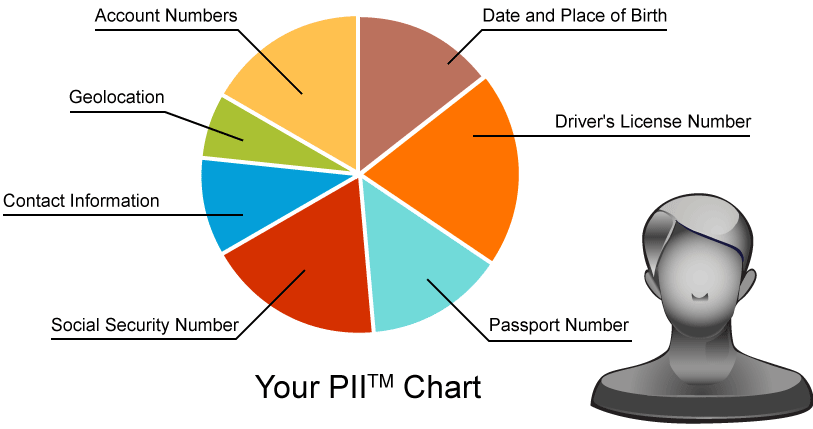 Account Numbers
Date and Place of Birth
Geolocation
Driver's License Number
Contact Information
Social Security Number
Passport Number
Your PII™ Chart